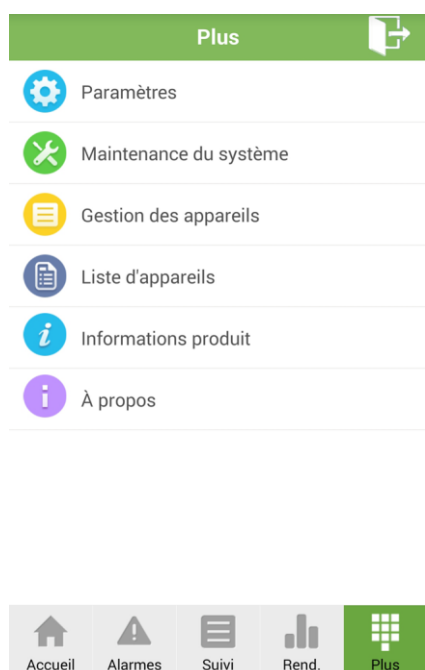 Plus
Paramètres
Maintenance du système
Gestion des appareils
Liste d'appareils
Informations produit
À propos
Accueil Alarmes Suivi Rend. Plus